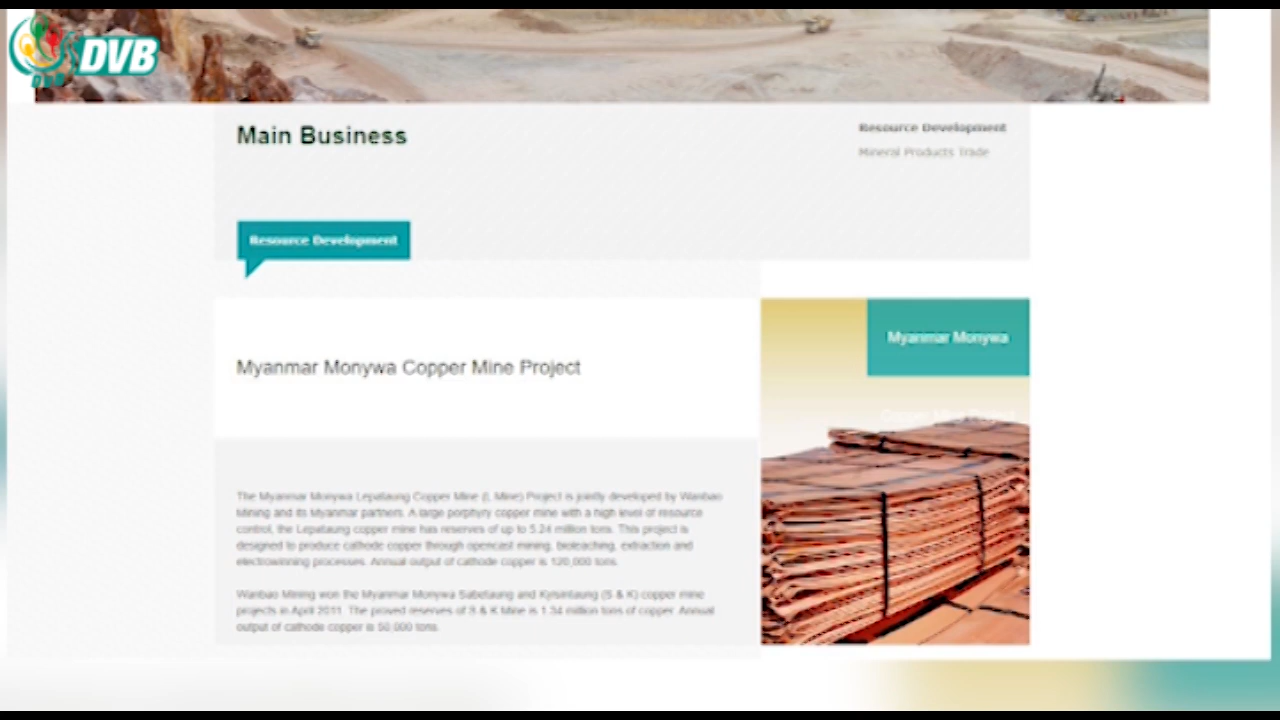 DVB
Main Business
Resource Development
Mineral Products Trade
Resource Development
Myanmar Monywa Copper Mine Project
Myanmar Monywa
The Myanmar Monywa Lepataung Copper Mine (L Mine) Project is jointly developed by Wanbao
Mining and its Myanmar partners. A large porphyry copper mine with a high level of resource
control, the Lepataung copper mine has reserves of up to 5.24 million tons. This project is
designed to produce cathode copper through opencast mining, bioleaching, extraction and
electrowinning processes. Annual output of cathode copper is 120,000 tons.
Wanbao Mining won the Myanmar Monywa Sabetaung and Kyisintaung (S & K) copper mine
projects in April 2011. The proved reserves of S & K Mine is 1.34 million tons of copper. Annual
output of cathode copper is 50,000 tons.